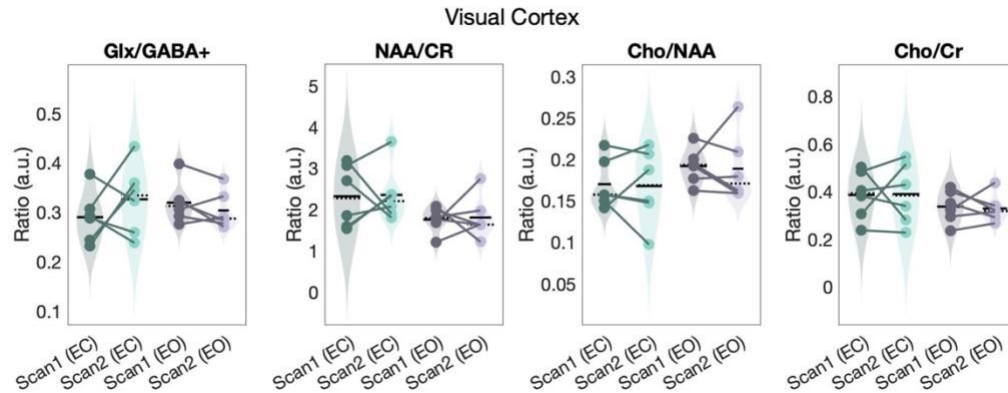 Visual Cortex
Glx/GABA+
Ratio (a.u.)
0.5
0.4
0.3
0.2
0.1
Scan1 (EC)
Scan2 (EC)
Scan1 (EO)
Scan2 (EO)
NAA/CR
Ratio (a.u.)
5
4
3
2
1
0
Scan1 (EC)
Scan2 (EC)
Scan1 (EO)
Scan2 (EO)
Cho/NAA
Ratio (a.u.)
0.3
0.25
0.2
0.15
0.1
0.05
Scan1 (EC)
Scan2 (EC)
Scan1 (EO)
Scan2 (EO)
Cho/Cr
Ratio (a.u.)
0.8
0.6
0.4
0.2
0
Scan1 (EC)
Scan2 (EC)
Scan1 (EO)
Scan2 (EO)